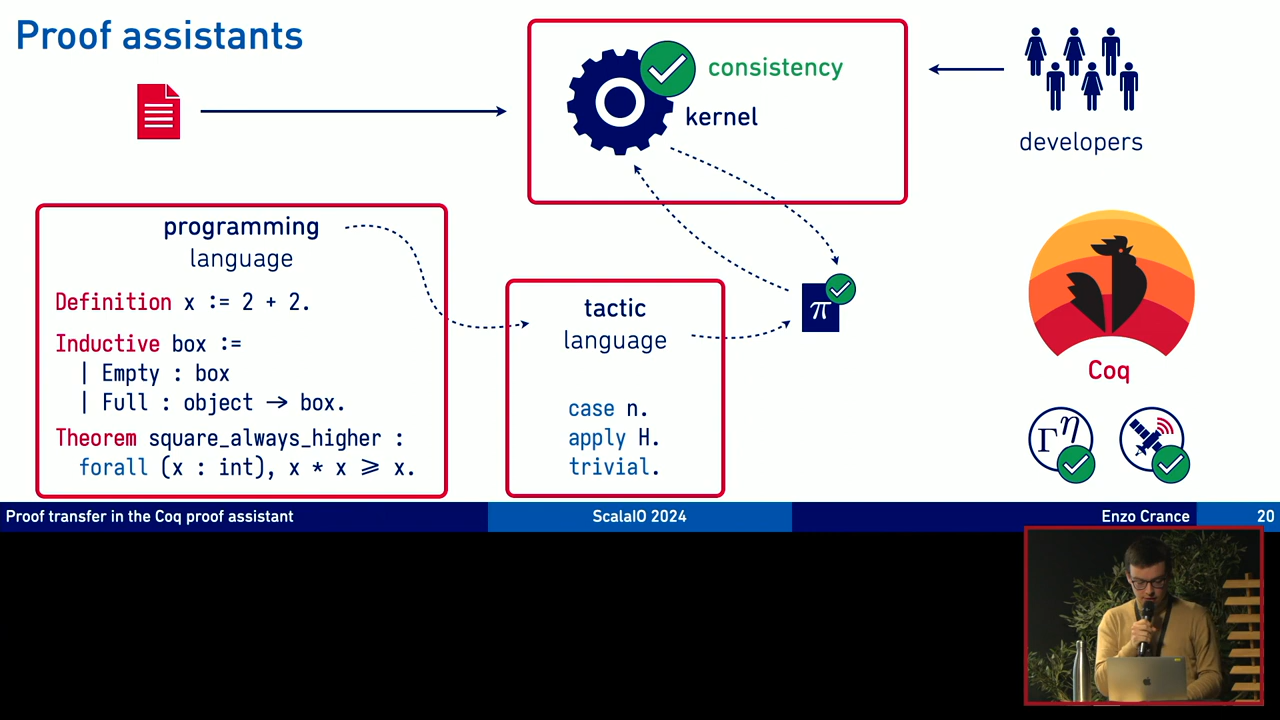 Proof assistants
consistency
kernel
developers
programming
language
Definition x := 2 + 2.
Inductive box :=
| Empty : box
| Full : object → box.
Theorem square_always_higher :
forall (x : int), x * x ⩾ x.
tactic
language
case n.
apply H.
trivial.
π
Coq
Γη
Proof transfer in the Coq proof assistant
ScalaIO 2024
Enzo Crance
20